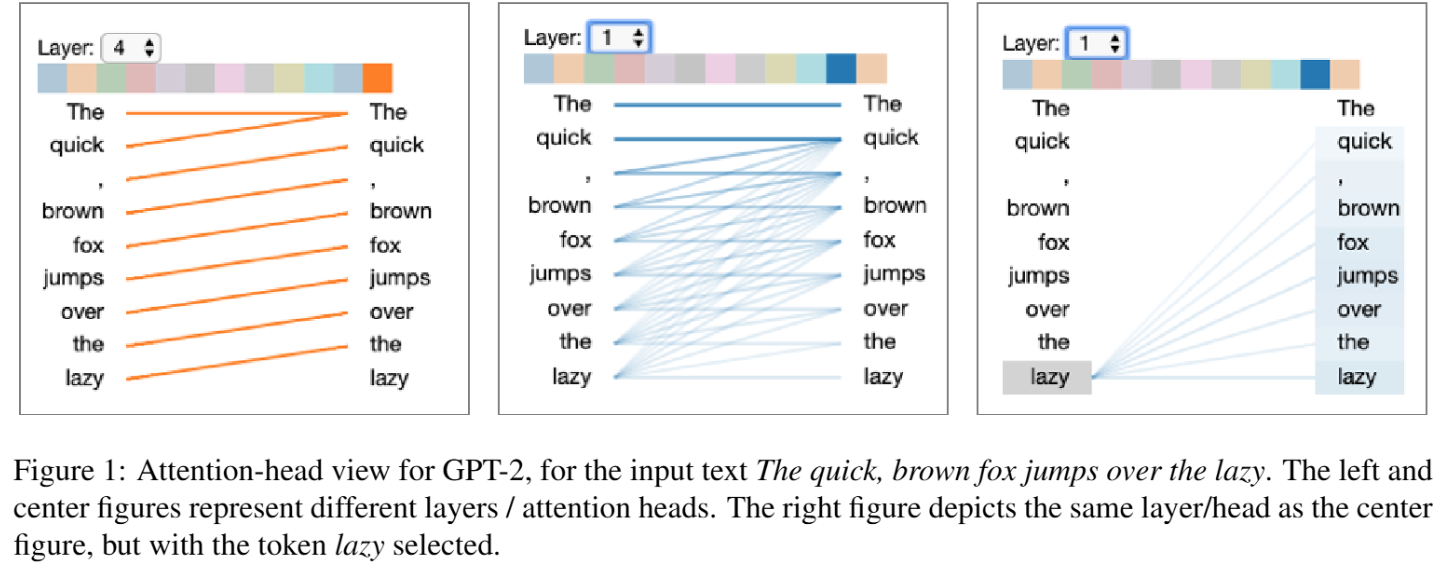 Layer: 4
The The
quick quick
, ,
brown brown
fox fox
jumps jumps
over over
the the
lazy lazy
Layer: 1
The The
quick quick
, ,
brown brown
fox fox
jumps jumps
over over
the the
lazy lazy
Layer: 1
The The
quick quick
, ,
brown brown
fox fox
jumps jumps
over over
the the
lazy lazy
Figure 1: Attention-head view for GPT-2, for the input text The quick, brown fox jumps over the lazy. The left and
center figures represent different layers / attention heads. The right figure depicts the same layer/head as the center
figure, but with the token lazy selected.